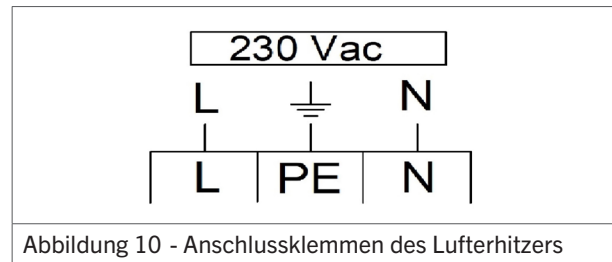 230 Vac
L N
L PE N
Abbildung 10 - Anschlussklemmen des Lufterhitzers